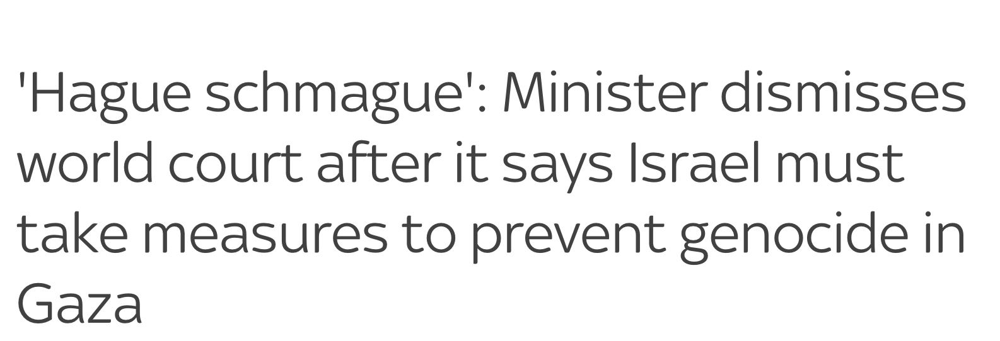 'Hague schmague': Minister dismisses
world court after it says Israel must
take measures to prevent genocide in
Gaza